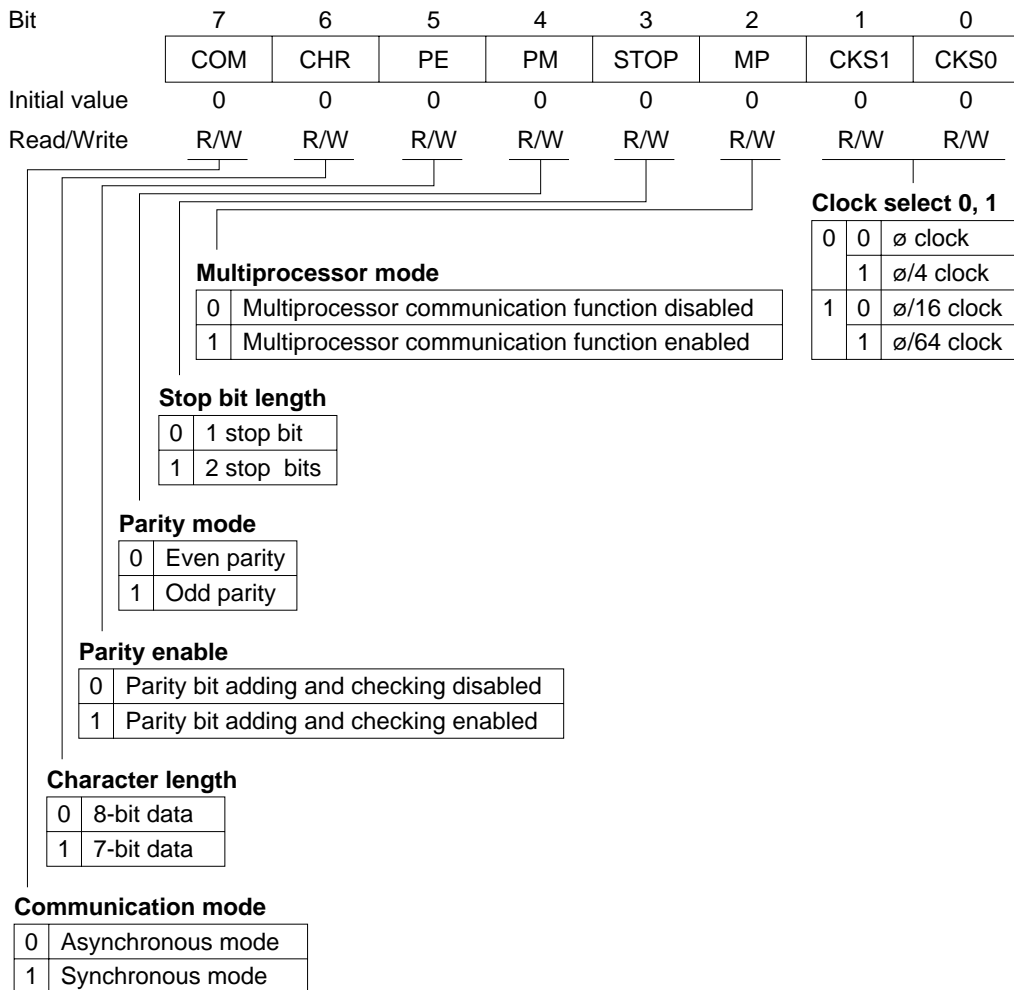 Bit 7 6 5 4 3 2 1 0
COM CHR PE PM STOP MP CKS1 CKS0
Initial value 0 0 0 0 0 0 0 0
Read/Write R/W R/W R/W R/W R/W R/W R/W R/W
Clock select 0, 1
0 0 ø clock
1 ø/4 clock
1 0 ø/16 clock
1 ø/64 clock
Multiprocessor mode
0 Multiprocessor communication function disabled
1 Multiprocessor communication function enabled
Stop bit length
0 1 stop bit
1 2 stop bits
Parity mode
0 Even parity
1 Odd parity
Parity enable
0 Parity bit adding and checking disabled
1 Parity bit adding and checking enabled
Character length
0 8-bit data
1 7-bit data
Communication mode
0 Asynchronous mode
1 Synchronous mode